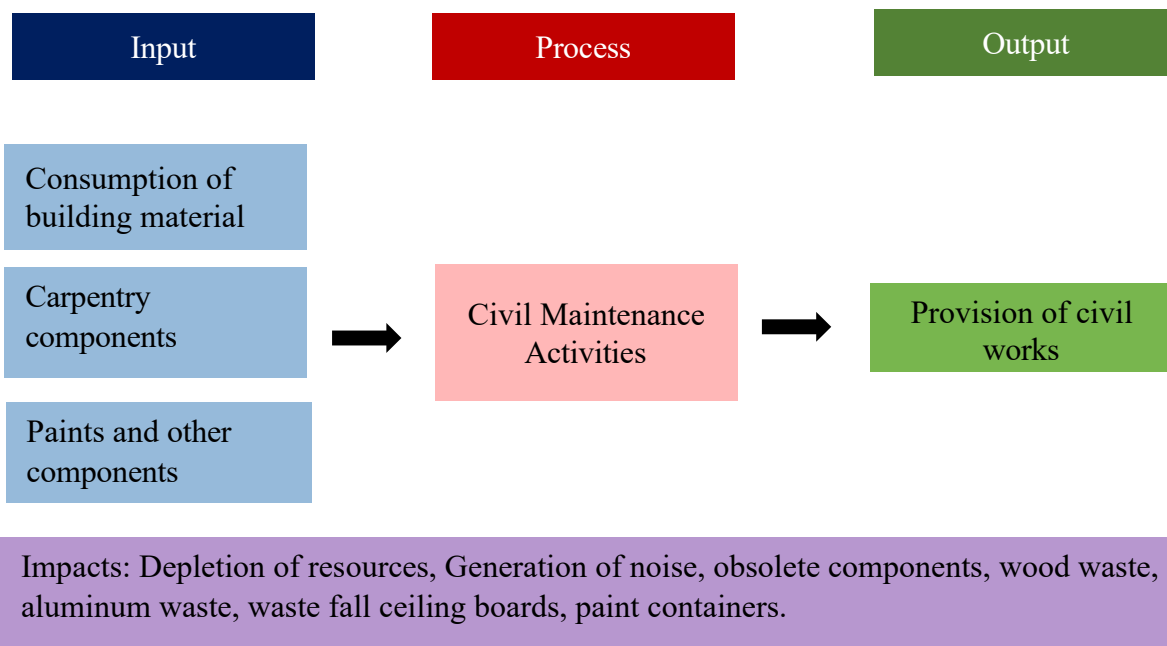 Input
Process
Output
Consumption of
building material
Carpentry
components
Paints and other
components
Civil Maintenance
Activities
Provision of civil
works
Impacts: Depletion of resources, Generation of noise, obsolete components, wood waste,
aluminum waste, waste fall ceiling boards, paint containers.